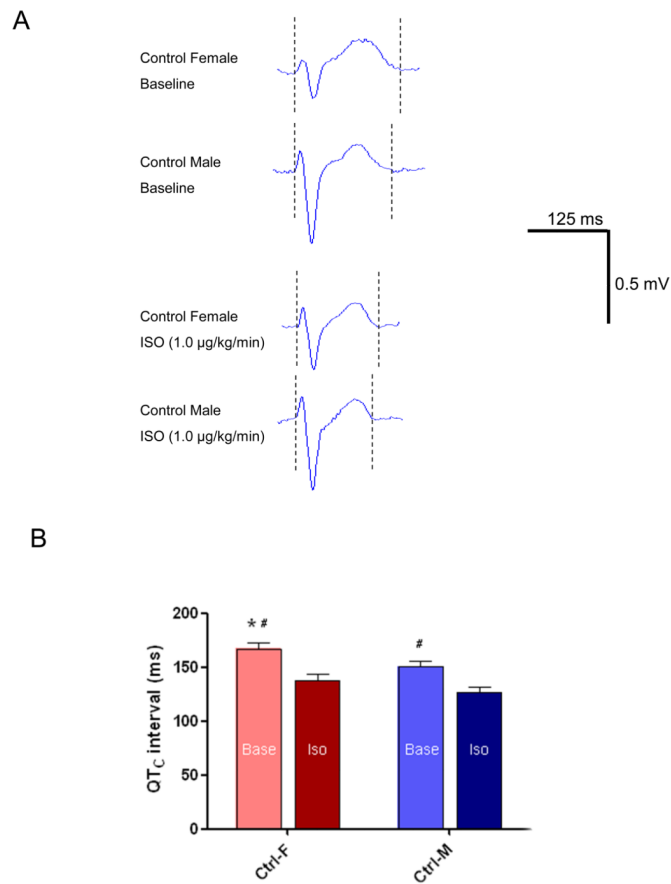 A
Control Female
Baseline
Control Male
Baseline
125 ms
0.5 mV
Control Female
ISO (1.0 µg/kg/min)
Control Male
ISO (1.0 µg/kg/min)
B
QTC interval (ms)
200
150
100
50
0
* #
#
Base
Iso
Base
Iso
Ctrl-F
Ctrl-M